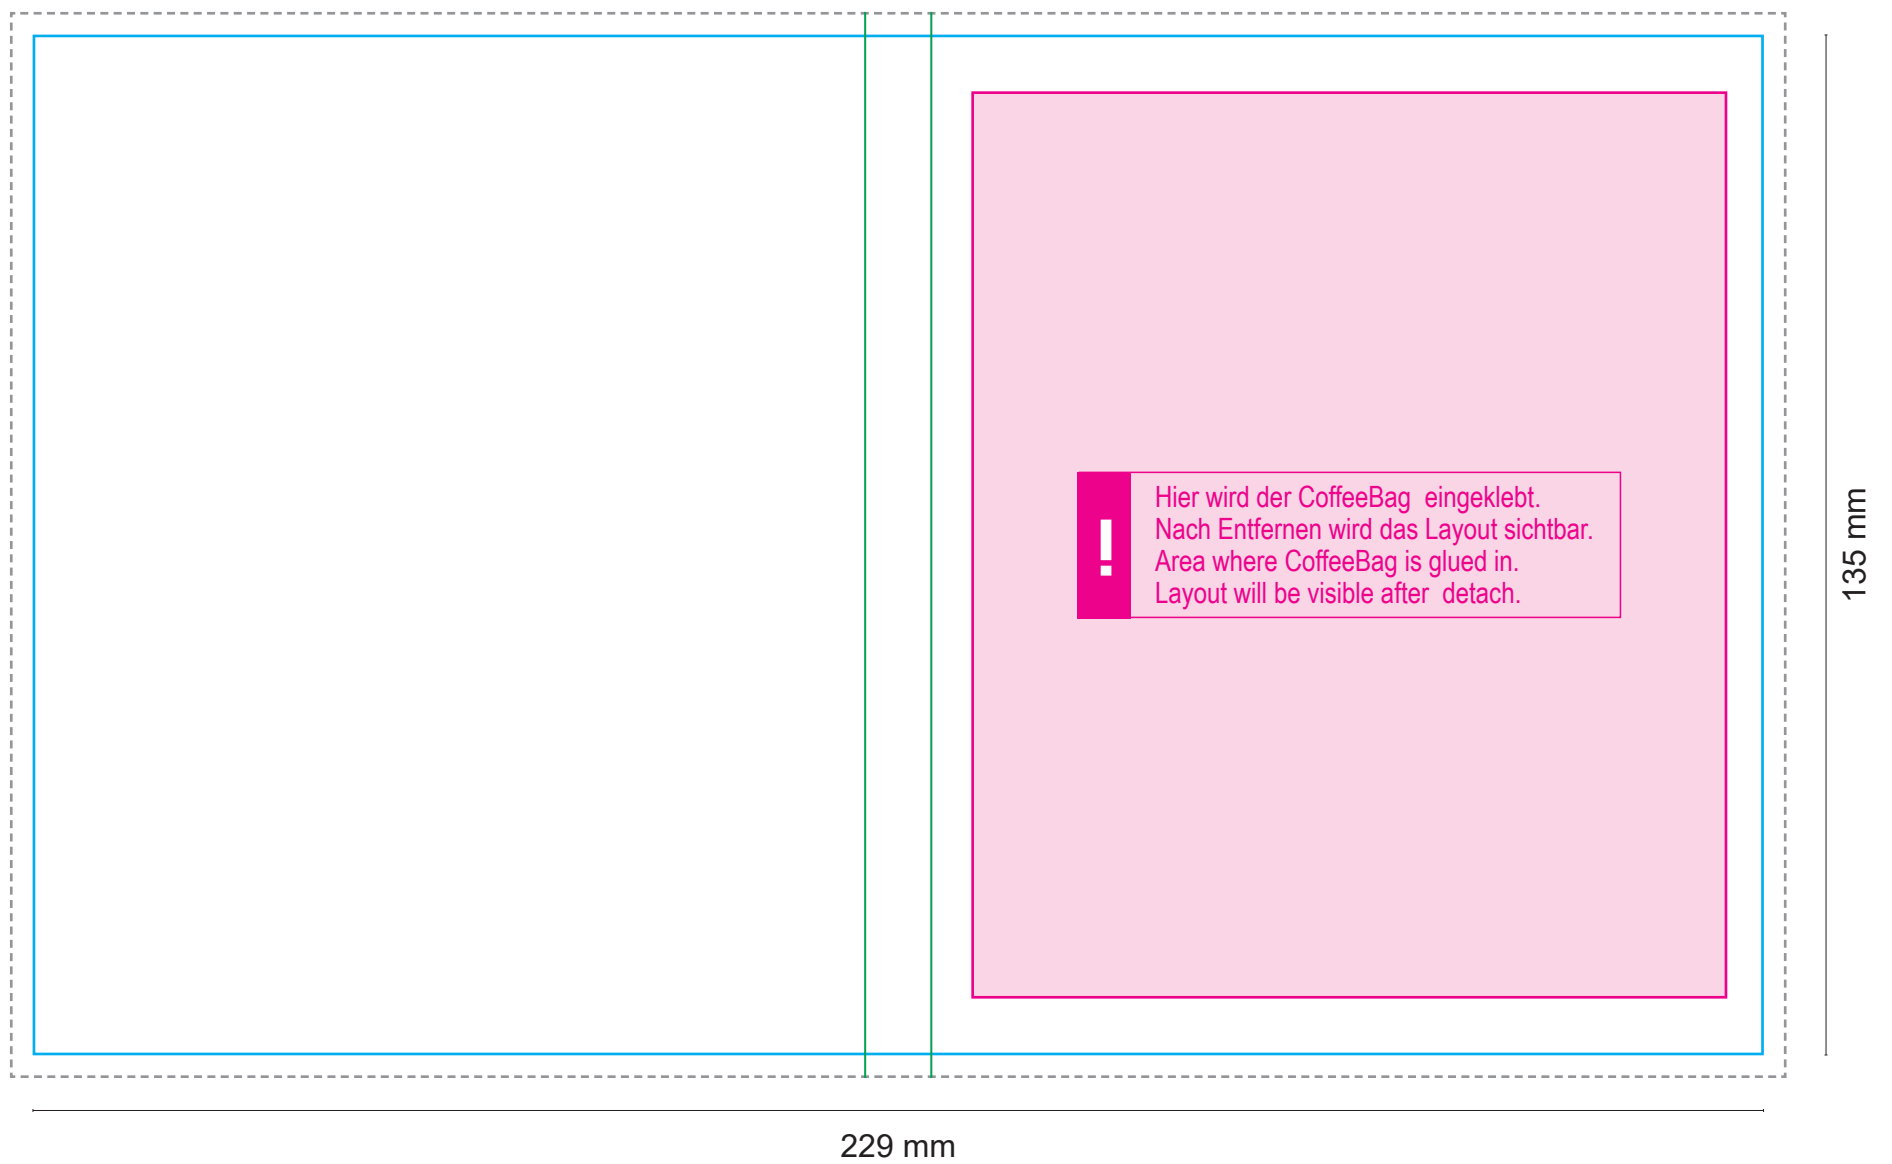 Hier wird der CoffeeBag  eingeklebt.
Nach Entfernen wird das Layout sichtbar.
!
Area where CoffeeBag is glued in.
Layout will be visible after  detach.
135 mm
229 mm